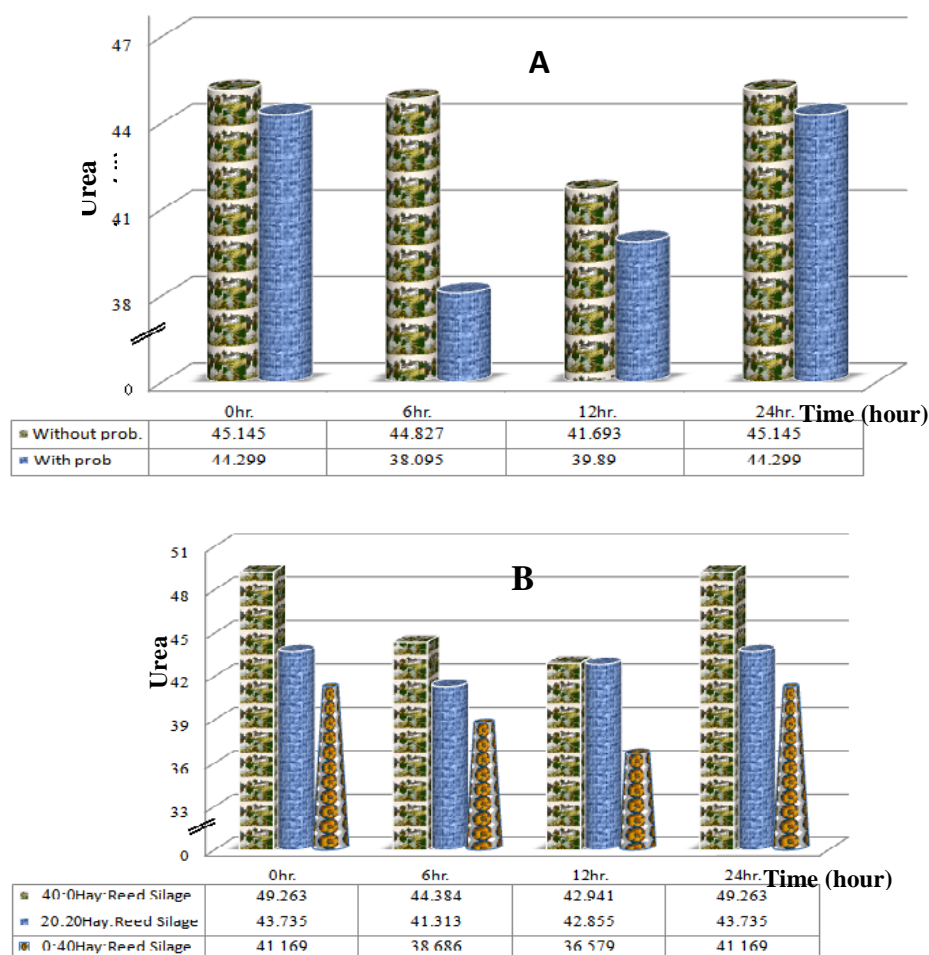 47
A
44
Urea
41
38
0
0hr. 6hr. 12hr. 24hr. Time (hour)
Without prob. 45.145 44.827 41.693 45.145
With prob 44.299 38.095 39.89 44.299
51
B
48
45
Urea
42
39
36
33
0
0hr. 6hr. 12hr. 24hr. Time (hour)
40:0Hay:Reed Silage 49.263 44.384 42.941 49.263
20:20Hay:Reed Silage 43.735 41.313 42.855 43.735
0:40Hay:Reed Silage 41.169 38.686 36.579 41.169